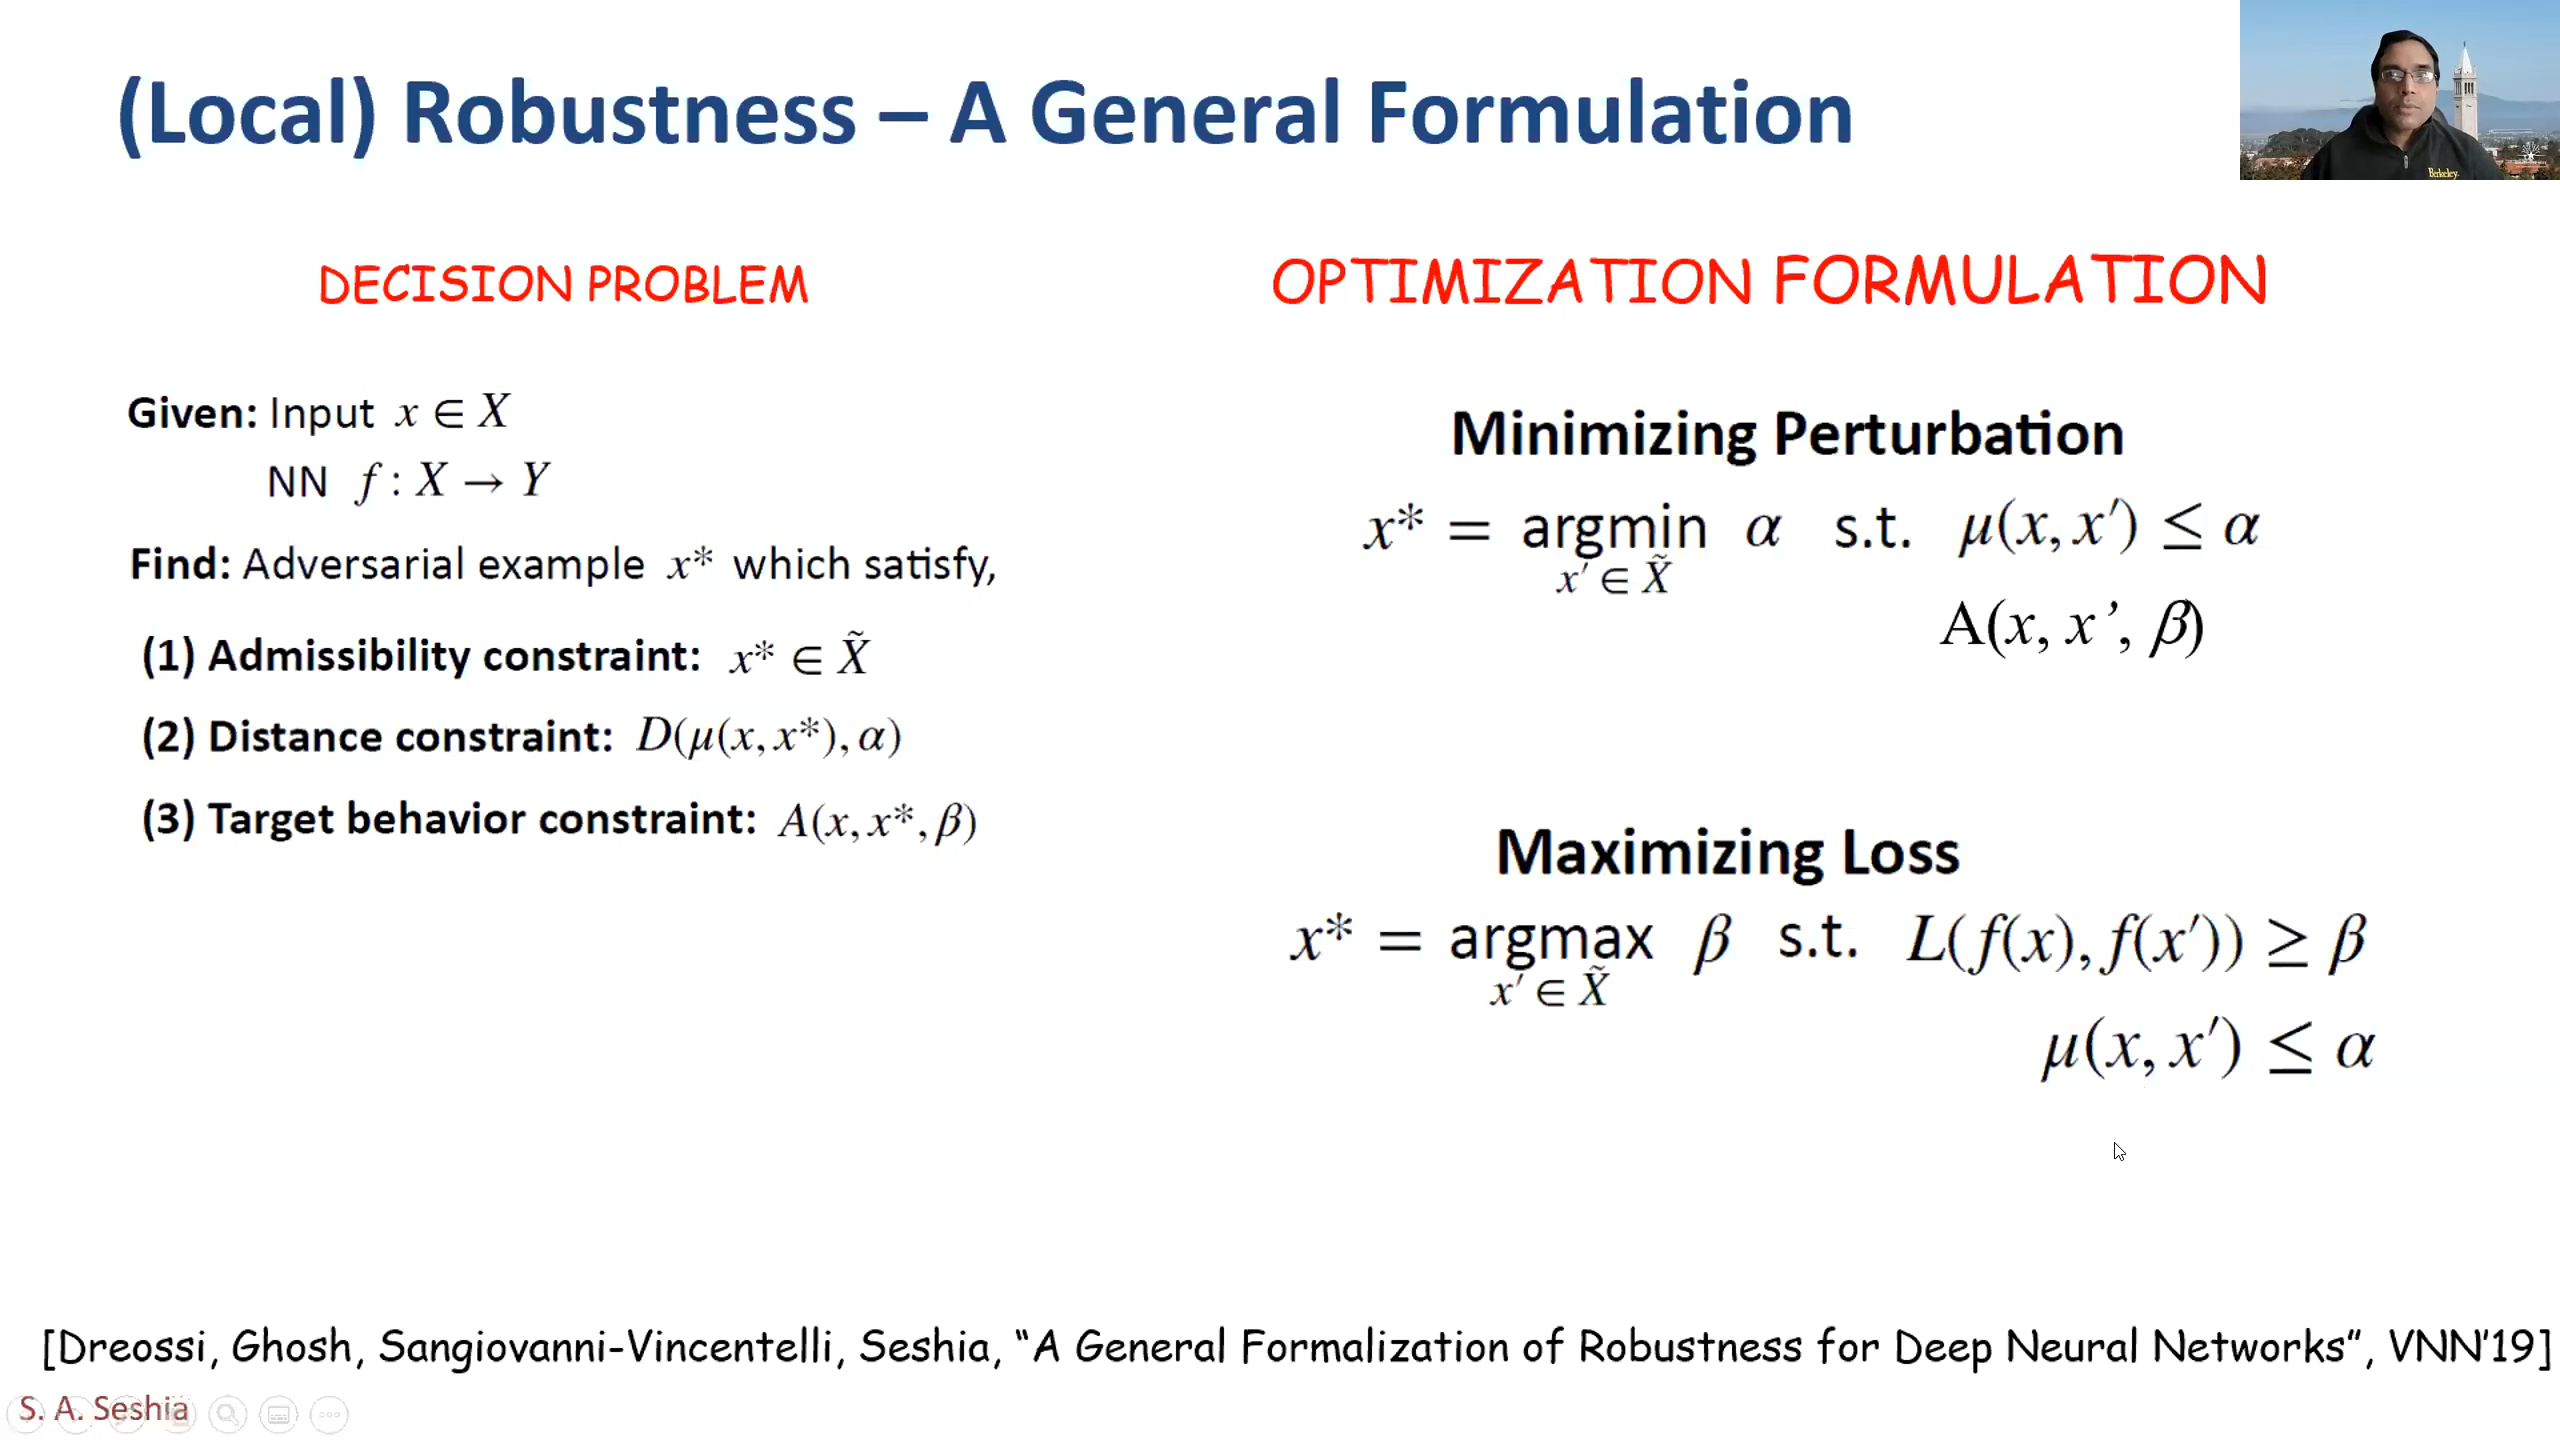 (Local) Robustness – A General Formulation
Berkeley
DECISION PROBLEM
Given: Input x ∈ X
NN f : X → Y
Find: Adversarial example x* which satisfy,
(1) Admissibility constraint: x* ∈ X̃
(2) Distance constraint: D(μ(x, x*), α)
(3) Target behavior constraint: A(x, x*, β)
OPTIMIZATION FORMULATION
Minimizing Perturbation
x* = argmin α s.t. μ(x, x′) ≤ α
x′ ∈ X̃
A(x, x’, β)
Maximizing Loss
x* = argmax β s.t. L(f(x), f(x′)) ≥ β
x′ ∈ X̃
μ(x, x′) ≤ α
[Dreossi, Ghosh, Sangiovanni-Vincentelli, Seshia, “A General Formalization of Robustness for Deep Neural Networks”, VNN’19]
S. A. Seshia